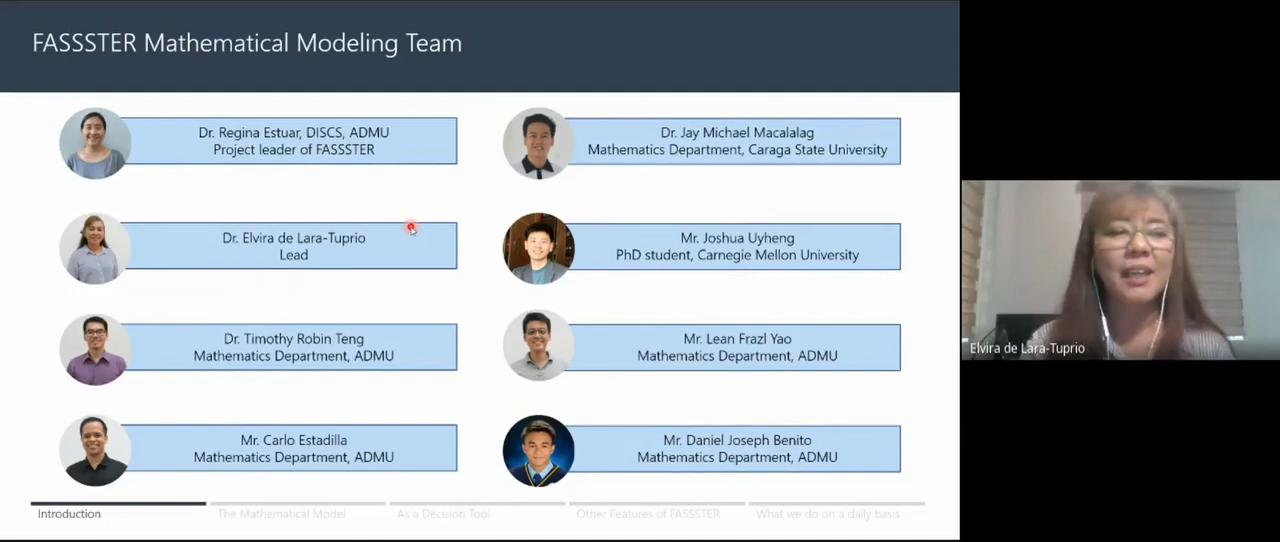 FASSSTER Mathematical Modeling Team
Dr. Regina Estuar, DISCS, ADMU
Project leader of FASSSTER
Dr. Elvira de Lara-Tuprio
Lead
Dr. Timothy Robin Teng
Mathematics Department, ADMU
Mr. Carlo Estadilla
Mathematics Department, ADMU
Dr. Jay Michael Macalalag
Mathematics Department, Caraga State University
Mr. Joshua Uyheng
PhD student, Carnegie Mellon University
Mr. Lean Frazl Yao
Mathematics Department, ADMU
Mr. Daniel Joseph Benito
Mathematics Department, ADMU
Introduction
The Mathematical Model
As a Decision Tool
Other Features of FASSSTER
What we do on a daily basis
Elvira de Lara-Tuprio